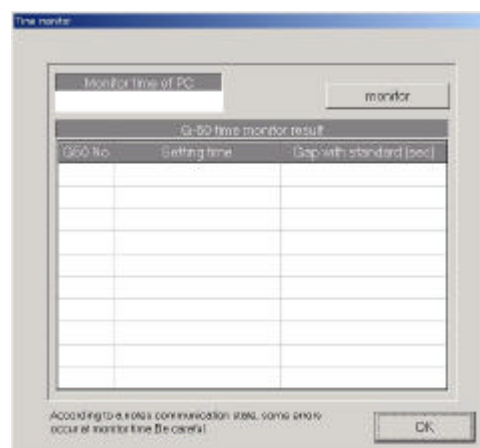 Time monitor
Monitor time of PC
monitor
G-50 time monitor result
G50 No. Setting time Gap with standard (sec)
According to a notes communication state, some errors
occur at monitor time Be careful.
OK